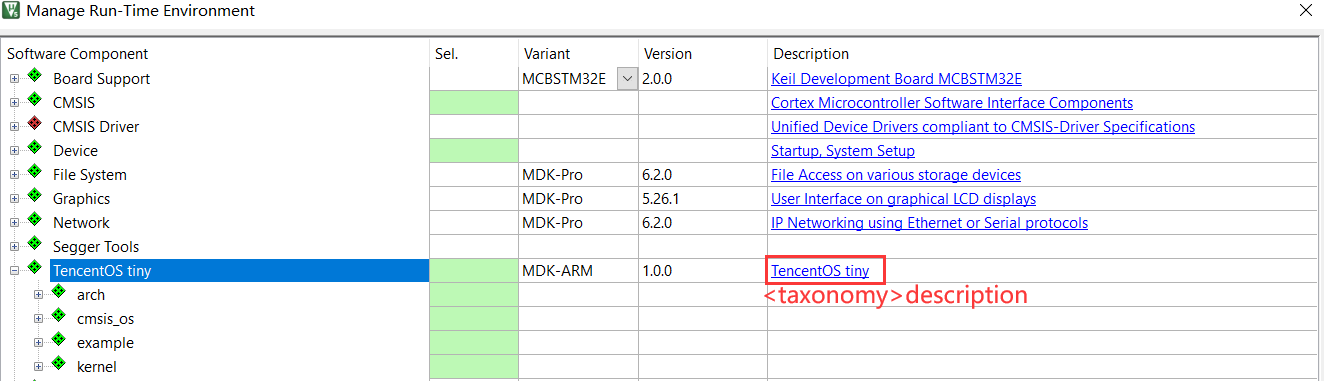 Manage Run-Time Environment
Software Component Sel. Variant Version Description
Board Support MCBSTM32E 2.0.0 Keil Development Board MCBSTM32E
CMSIS Cortex Microcontroller Software Interface Components
CMSIS Driver Unified Device Drivers compliant to CMSIS-Driver Specifications
Device Startup, System Setup
File System MDK-Pro 6.2.0 File Access on various storage devices
Graphics MDK-Pro 5.26.1 User Interface on graphical LCD displays
Network MDK-Pro 6.2.0 IP Networking using Ethernet or Serial protocols
Segger Tools
TencentOS tiny MDK-ARM 1.0.0 TencentOS tiny
arch <taxonomy>description
cmsis_os
example
kernel